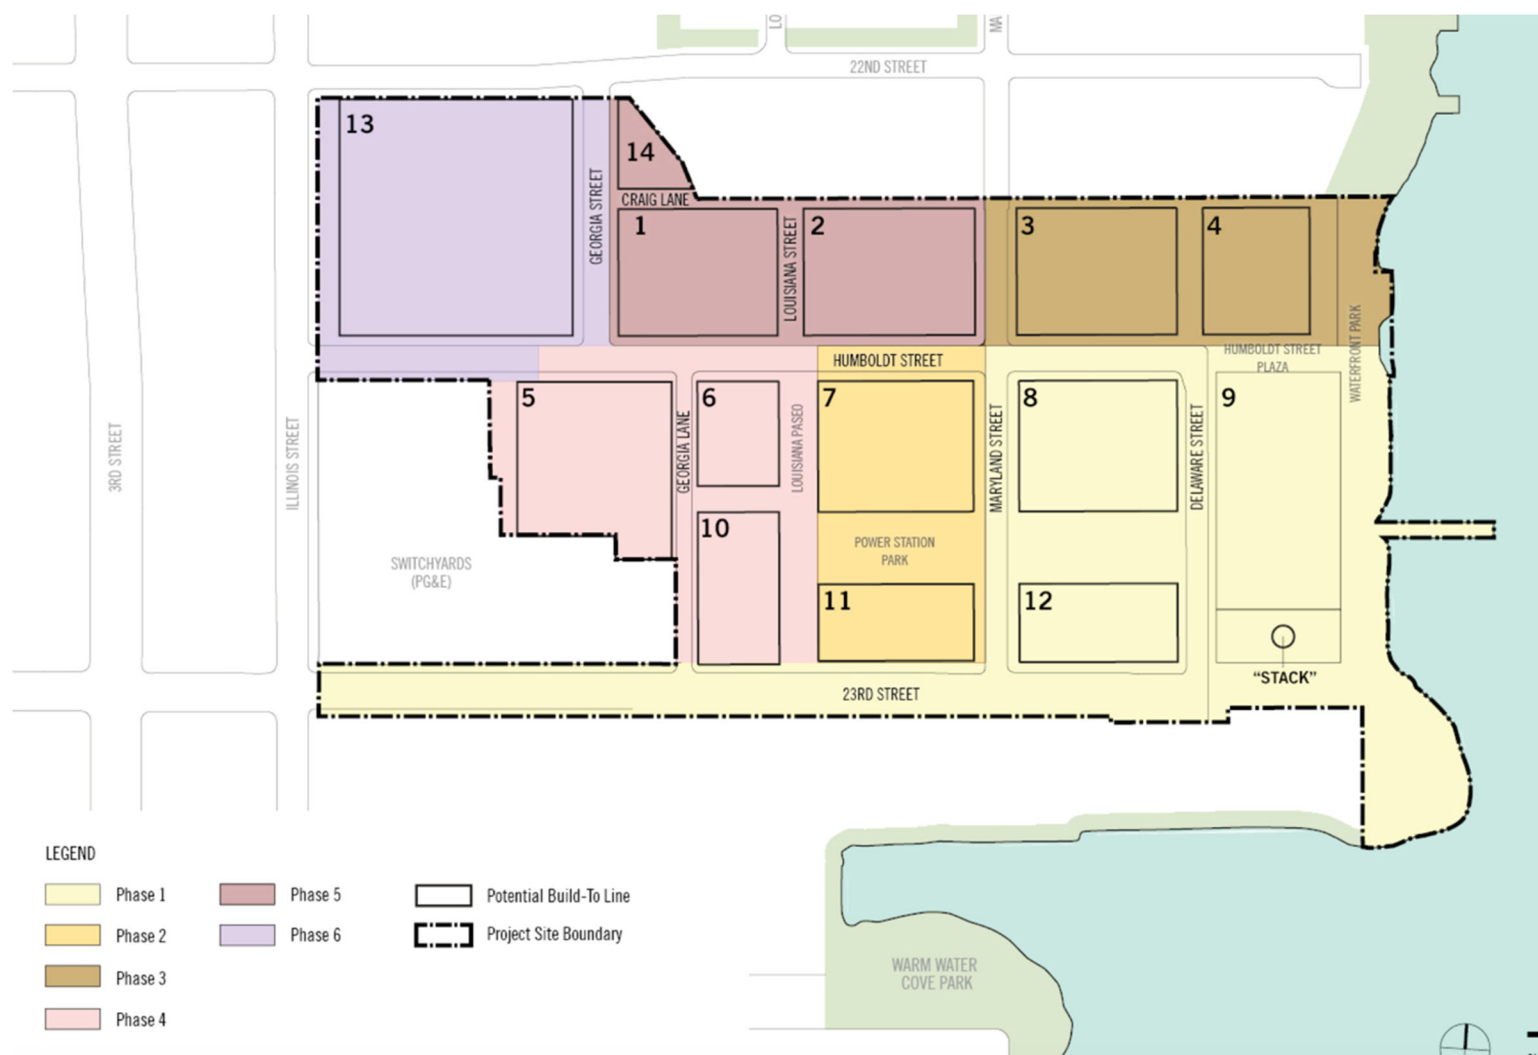 LO
MA
22ND STREET
13
14
CRAIG LANE
GEORGIA STREET
1
LOUISIANA STREET
2
3
4
HUMBOLDT STREET
HUMBOLDT STREET
PLAZA
WATERFRONT PARK
5
6
7
8
9
3RD STREET
ILLINOIS STREET
GEORGIA LANE
LOUISIANA PASEO
MARYLAND STREET
DELAWARE STREET
10
POWER STATION
PARK
SWITCHYARDS
(PG&E)
11
12
"STACK"
23RD STREET
LEGEND
Phase 1
Phase 5
Potential Build-To Line
Phase 2
Phase 6
Project Site Boundary
Phase 3
Phase 4
WARM WATER
COVE PARK